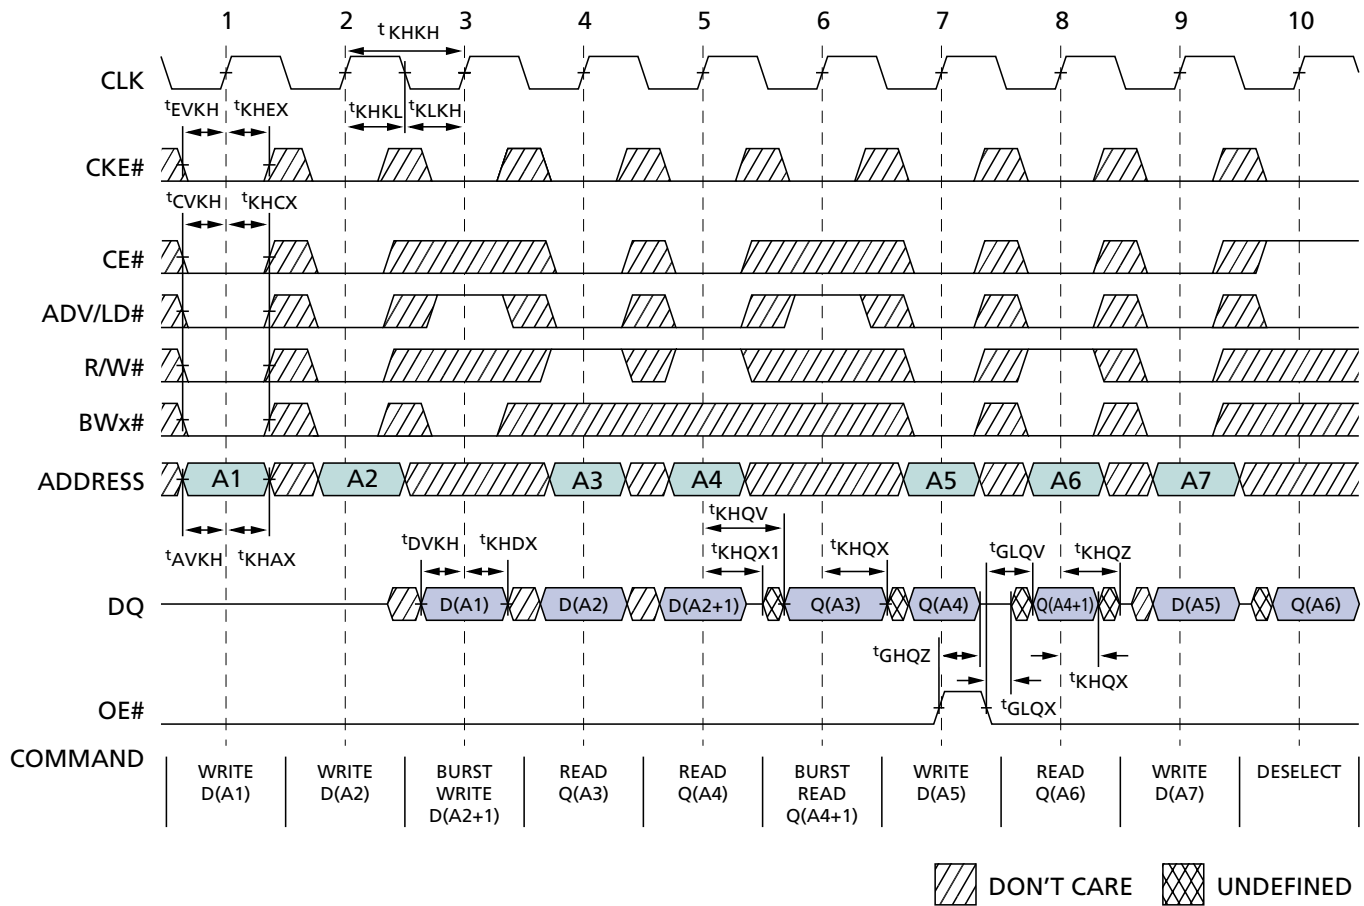 1 2 3 4 5 6 7 8 9 10
tKHKH
CLK
tEVKH tKHEX tKHKL tKLKH
CKE#
tCVKH tKHCX
CE#
ADV/LD#
R/W#
BWx#
ADDRESS A1 A2 A3 A4 A5 A6 A7
tKHQV
tAVKH tKHAX tDVKH tKHDX tKHQX1 tKHQX tGLQV tKHQZ
DQ D(A1) D(A2) D(A2+1) Q(A3) Q(A4) Q(A4+1) D(A5) Q(A6)
tGHQZ tKHQX
tGLQX
OE#
COMMAND
WRITE WRITE BURST READ READ BURST WRITE READ WRITE DESELECT
D(A1) D(A2) WRITE Q(A3) Q(A4) READ D(A5) Q(A6) D(A7)
D(A2+1) Q(A4+1)
DON'T CARE UNDEFINED